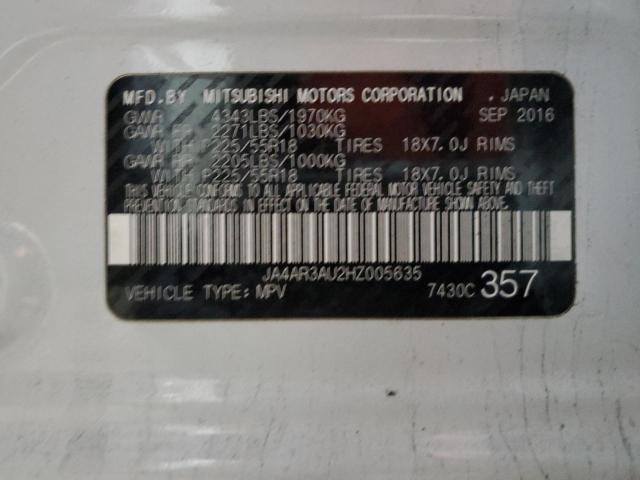 MFD.BY MITSUBISHI MOTORS CORPORATION . JAPAN
GVWR 4343LBS/1970KG SEP 2016
GAWR FR 2271LBS/1030KG
WITH P225/55R18 TIRES 18X7.0J RIMS
GAWR RR 2205LBS/1000KG
WITH P225/55R18 TIRES 18X7.0J RIMS
THIS VEHICLE CONFORMS TO ALL APPLICABLE FEDERAL MOTOR VEHICLE SAFETY AND THEFT
PREVENTION STANDARDS IN EFFECT ON THE DATE OF MANUFACTURE SHOWN ABOVE.
JA4AR3AU2HZ005635
VEHICLE TYPE: MPV 7430C 357